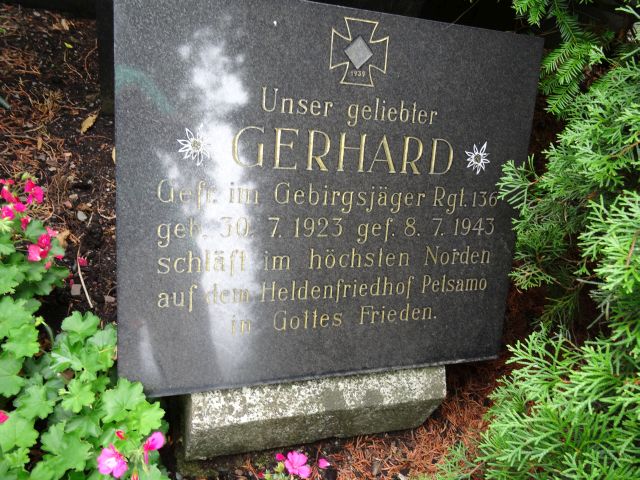 1939
Unser geliebter
GERHARD
Gefr. im Gebirgsjäger Rgt. 136
geb. 30. 7. 1923 gef. 8. 7. 1943
schläft im höchsten Norden
auf dem Heldenfriedhof Petsamo
in Gottes Frieden.